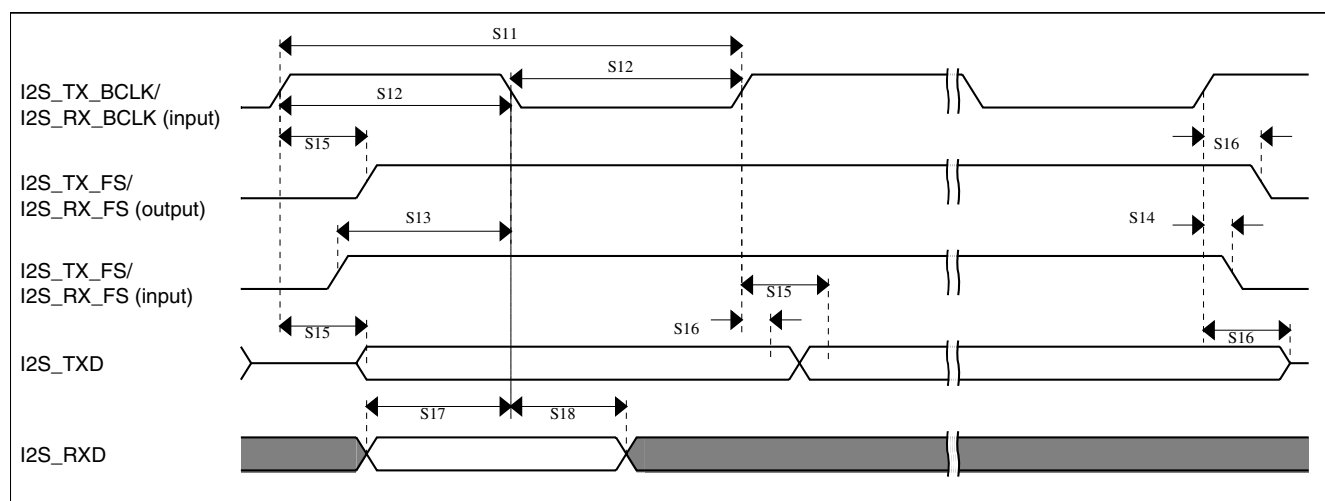 S11
S12
I2S_TX_BCLK/
I2S_RX_BCLK (input)
S12
S15
S16
I2S_TX_FS/
I2S_RX_FS (output)
S13
S14
I2S_TX_FS/
I2S_RX_FS (input)
S15
S15
S16
S16
I2S_TXD
S17
S18
I2S_RXD